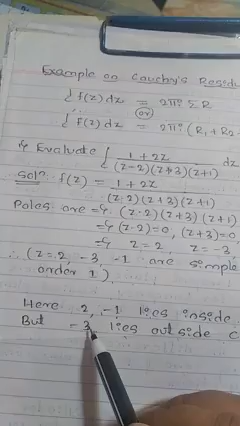 Example on Cauchy's Resid
∮ f(z) dz = 2πi ΣR
(or)
∮ f(z) dz = 2πi (R₁ + R₂
Evaluate ∫ 1 + 2z / (z-2)(z+3)(z+1) dz
Solⁿ f(z) = 1 + 2z / (z-2)(z+3)(z+1)
Poles are ⇒ (z-2)(z+3)(z+1)
⇒ (z-2)=0, (z+3)=0
⇒ z = 2 z = -3,
∴ (z = 2, -3, -1 are simple
order 1)
Here 2, -1 lies inside
But -3 lies outside c